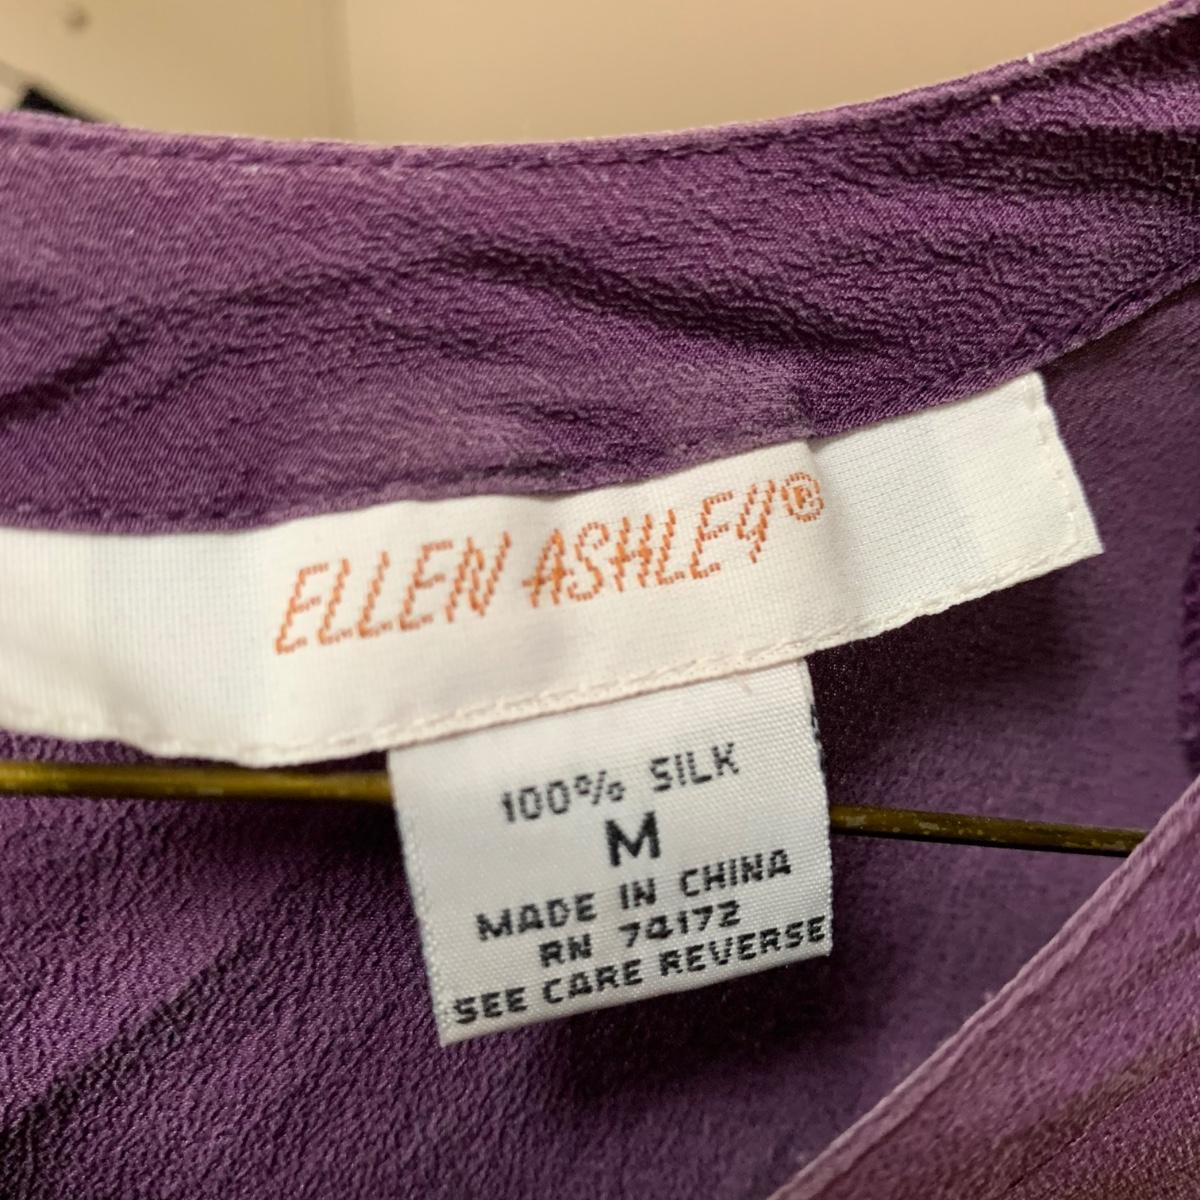 ELLEN ASHLEY®
100% SILK
M
MADE IN CHINA
RN 74172
SEE CARE REVERSE